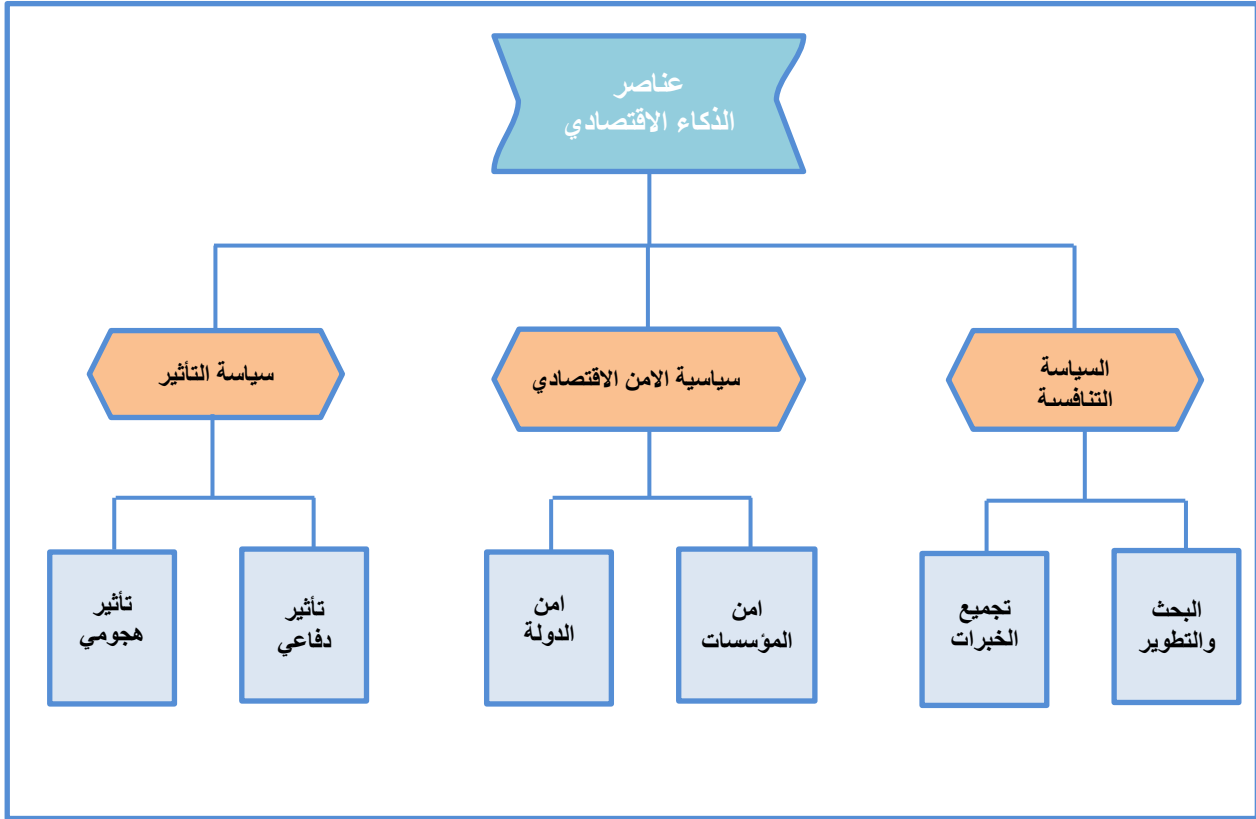 عناصر
الذكاء الاقتصادي
السياسة
التنافسية
سياسية الامن الاقتصادي
سياسة التأثير
البحث
والتطوير
تجميع
الخبرات
امن
المؤسسات
امن
الدولة
تأثير
دفاعي
تأثير
هجومي